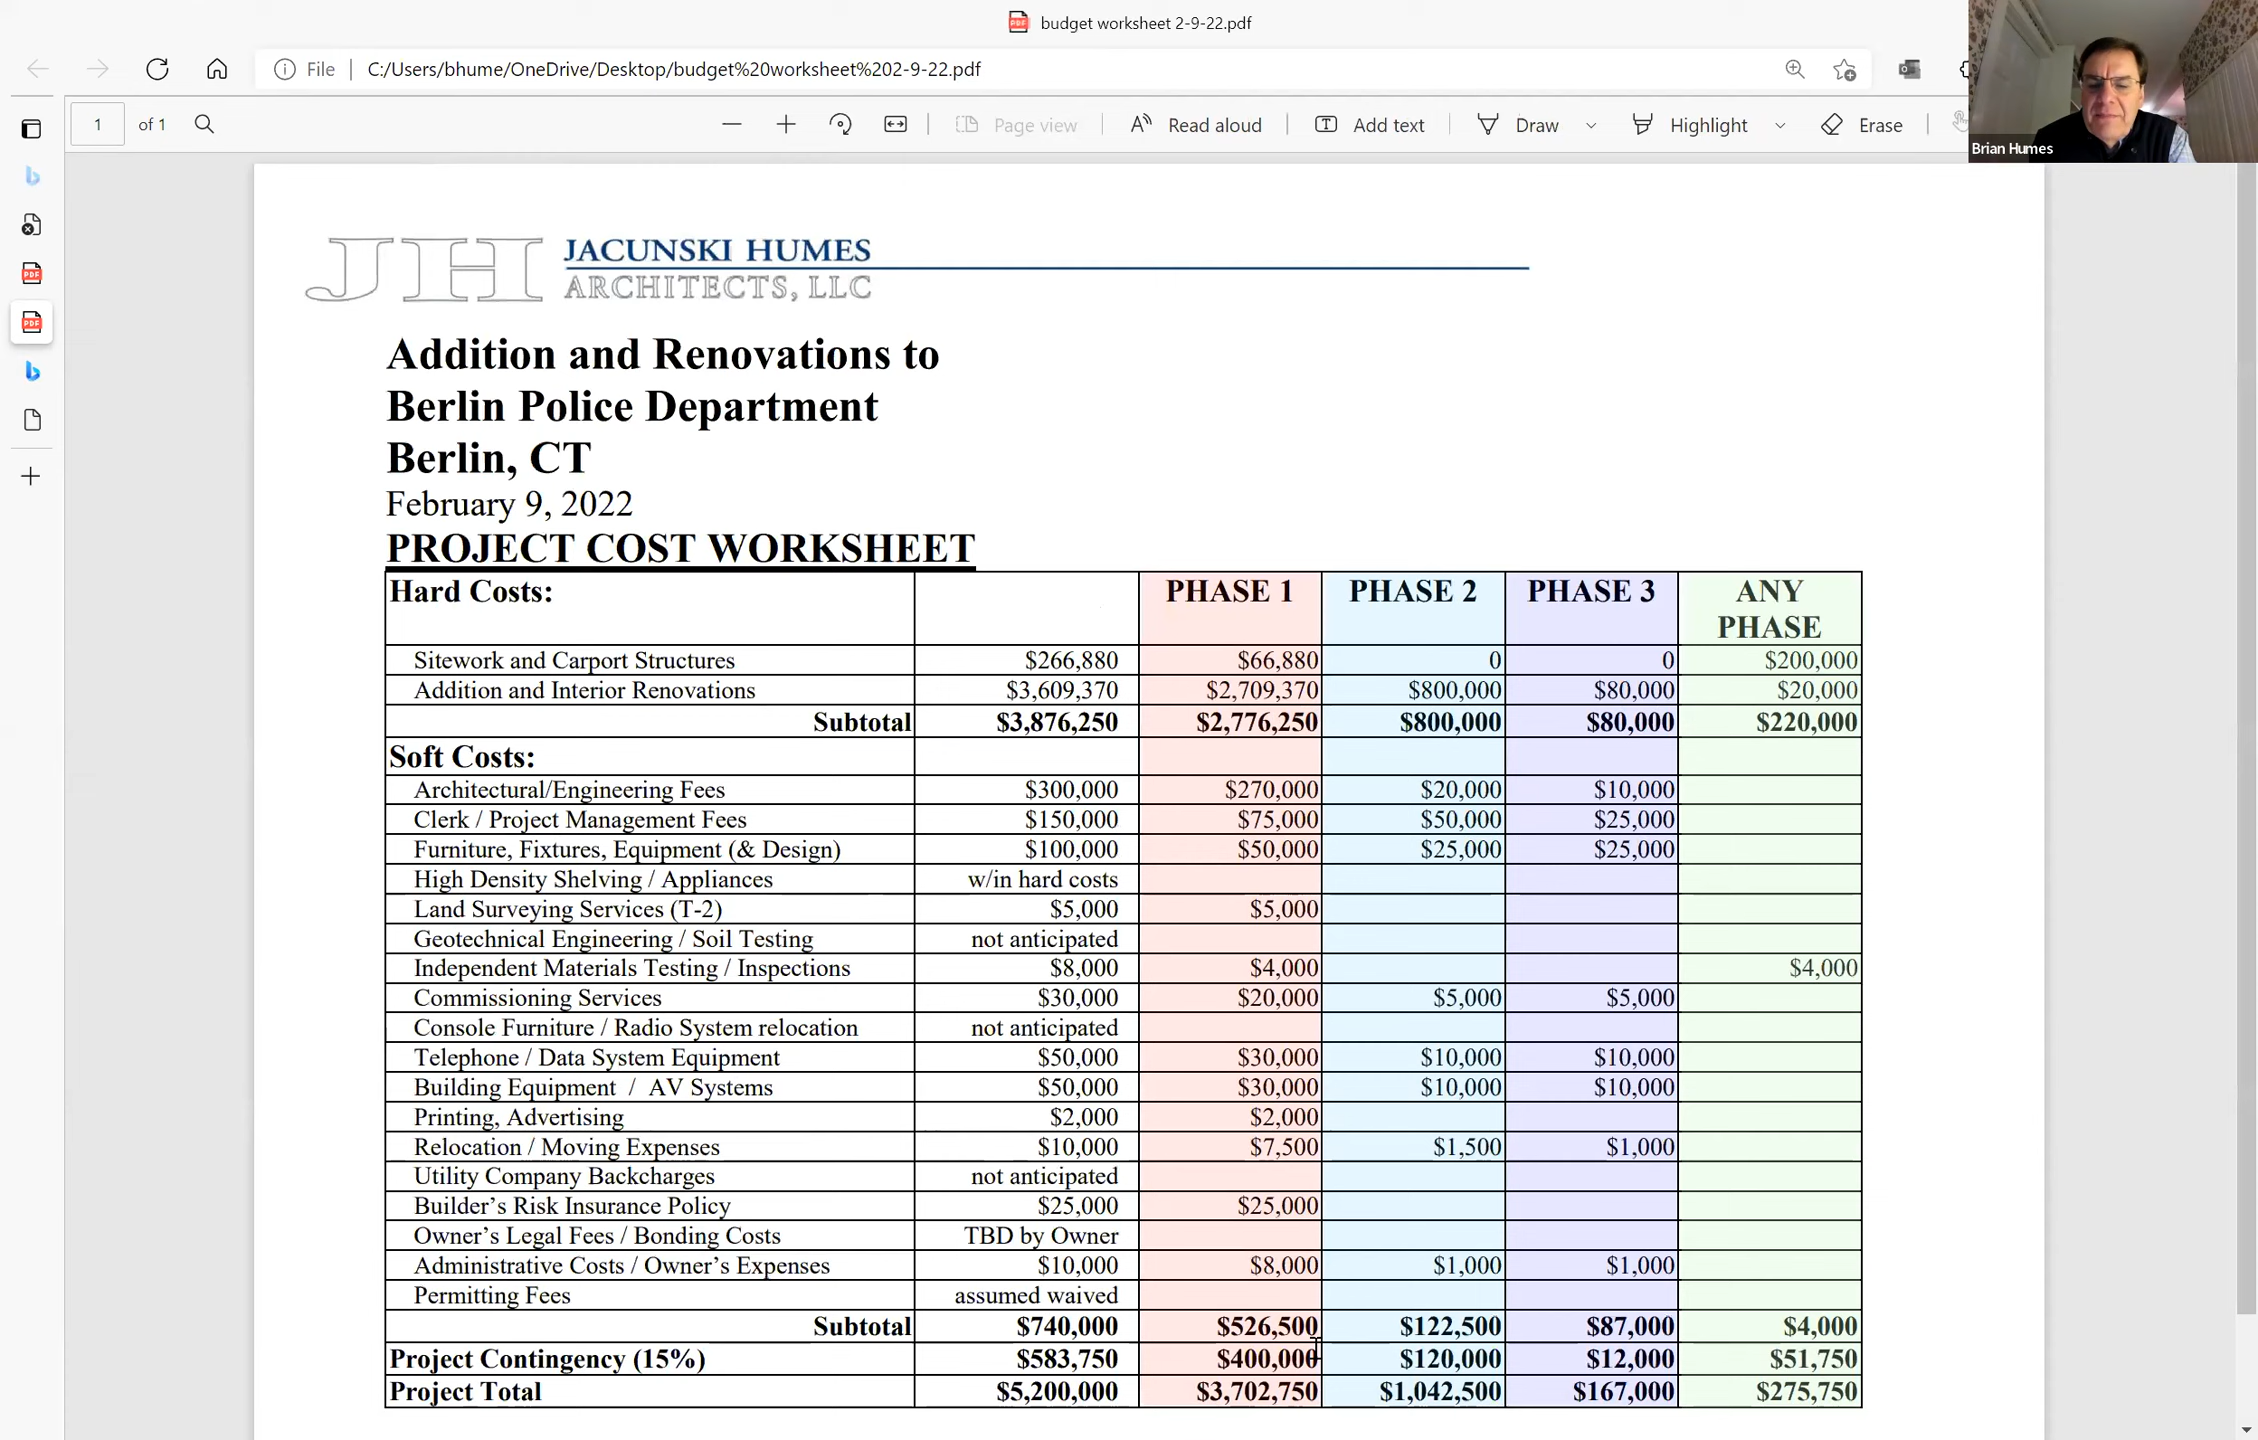 budget worksheet 2-9-22.pdf
File C:/Users/bhume/OneDrive/Desktop/budget%20worksheet%202-9-22.pdf
1 of 1 Page view Read aloud Add text Draw Highlight Erase
Brian Humes
JH JACUNSKI HUMES
ARCHITECTS, LLC
Addition and Renovations to
Berlin Police Department
Berlin, CT
February 9, 2022
PROJECT COST WORKSHEET
Hard Costs: PHASE 1 PHASE 2 PHASE 3 ANY
PHASE
Sitework and Carport Structures $266,880 $66,880 0 0 $200,000
Addition and Interior Renovations $3,609,370 $2,709,370 $800,000 $80,000 $20,000
Subtotal $3,876,250 $2,776,250 $800,000 $80,000 $220,000
Soft Costs:
Architectural/Engineering Fees $300,000 $270,000 $20,000 $10,000
Clerk / Project Management Fees $150,000 $75,000 $50,000 $25,000
Furniture, Fixtures, Equipment (& Design) $100,000 $50,000 $25,000 $25,000
High Density Shelving / Appliances w/in hard costs
Land Surveying Services (T-2) $5,000 $5,000
Geotechnical Engineering / Soil Testing not anticipated
Independent Materials Testing / Inspections $8,000 $4,000 $4,000
Commissioning Services $30,000 $20,000 $5,000 $5,000
Console Furniture / Radio System relocation not anticipated
Telephone / Data System Equipment $50,000 $30,000 $10,000 $10,000
Building Equipment / AV Systems $50,000 $30,000 $10,000 $10,000
Printing, Advertising $2,000 $2,000
Relocation / Moving Expenses $10,000 $7,500 $1,500 $1,000
Utility Company Backcharges not anticipated
Builder's Risk Insurance Policy $25,000 $25,000
Owner's Legal Fees / Bonding Costs TBD by Owner
Administrative Costs / Owner's Expenses $10,000 $8,000 $1,000 $1,000
Permitting Fees assumed waived
Subtotal $740,000 $526,500 $122,500 $87,000 $4,000
Project Contingency (15%) $583,750 $400,000 $120,000 $12,000 $51,750
Project Total $5,200,000 $3,702,750 $1,042,500 $167,000 $275,750